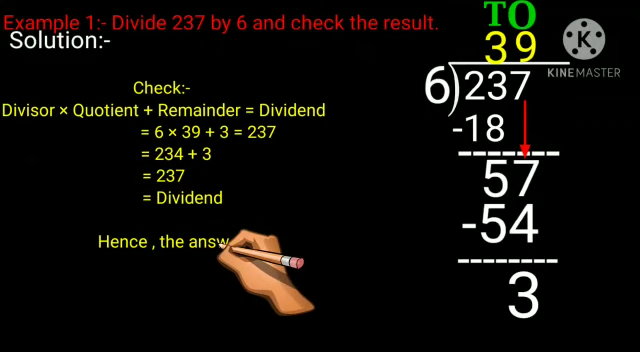 Example 1:- Divide 237 by 6 and check the result.
Solution:-
TO
39
6)237
-18
--------
57
-54
--------
3
KINEMASTER
Check:-
Divisor × Quotient + Remainder = Dividend
= 6 × 39 + 3 = 237
= 234 + 3
= 237
= Dividend
Hence , the answ